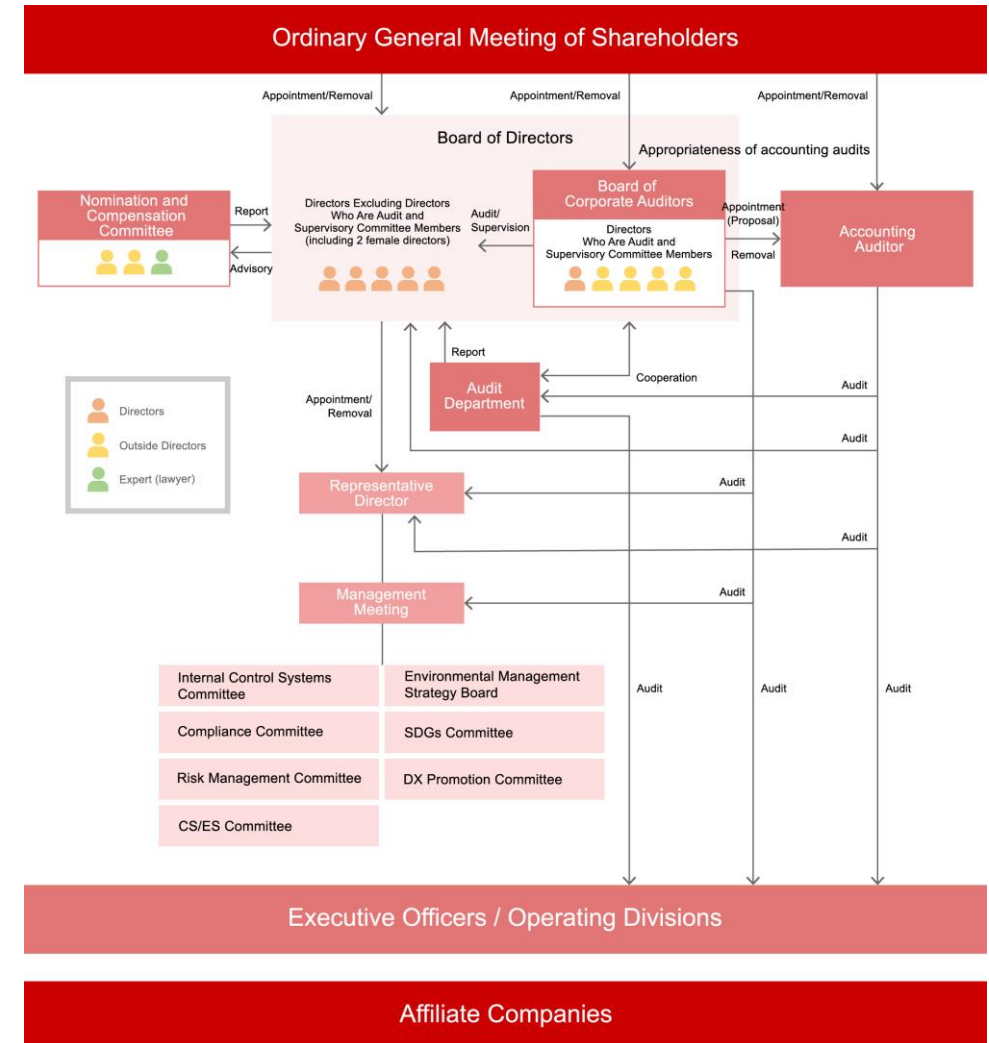 Ordinary General Meeting of Shareholders
Appointment/Removal
Appointment/Removal
Appointment/Removal
Board of Directors
Appropriateness of accounting audits
Nomination and
Compensation
Committee
Report
Advisory
Directors Excluding Directors
Who Are Audit and
Supervisory Committee Members
(including 2 female directors)
Audit/
Supervision
Board of
Corporate Auditors
Directors
Who Are Audit and
Supervisory Committee Members
Appointment
(Proposal)
Removal
Accounting
Auditor
Report
Audit
Department
Cooperation
Audit
Audit
Appointment/
Removal
Directors
Outside Directors
Expert (lawyer)
Representative
Director
Audit
Audit
Management
Meeting
Audit
Internal Control Systems
Committee
Environmental Management
Strategy Board
Compliance Committee
SDGs Committee
Risk Management Committee
DX Promotion Committee
CS/ES Committee
Audit
Audit
Audit
Executive Officers / Operating Divisions
Affiliate Companies